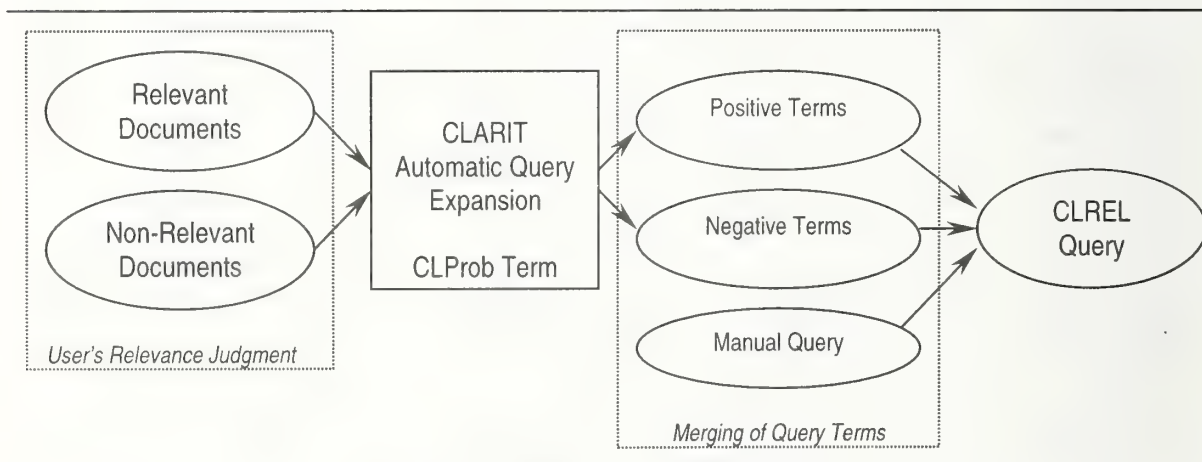 Relevant
Documents
Non-Relevant
Documents
User's Relevance Judgment
CLARIT
Automatic Query
Expansion
CLProb Term
Positive Terms
Negative Terms
Manual Query
Merging of Query Terms
CLREL
Query